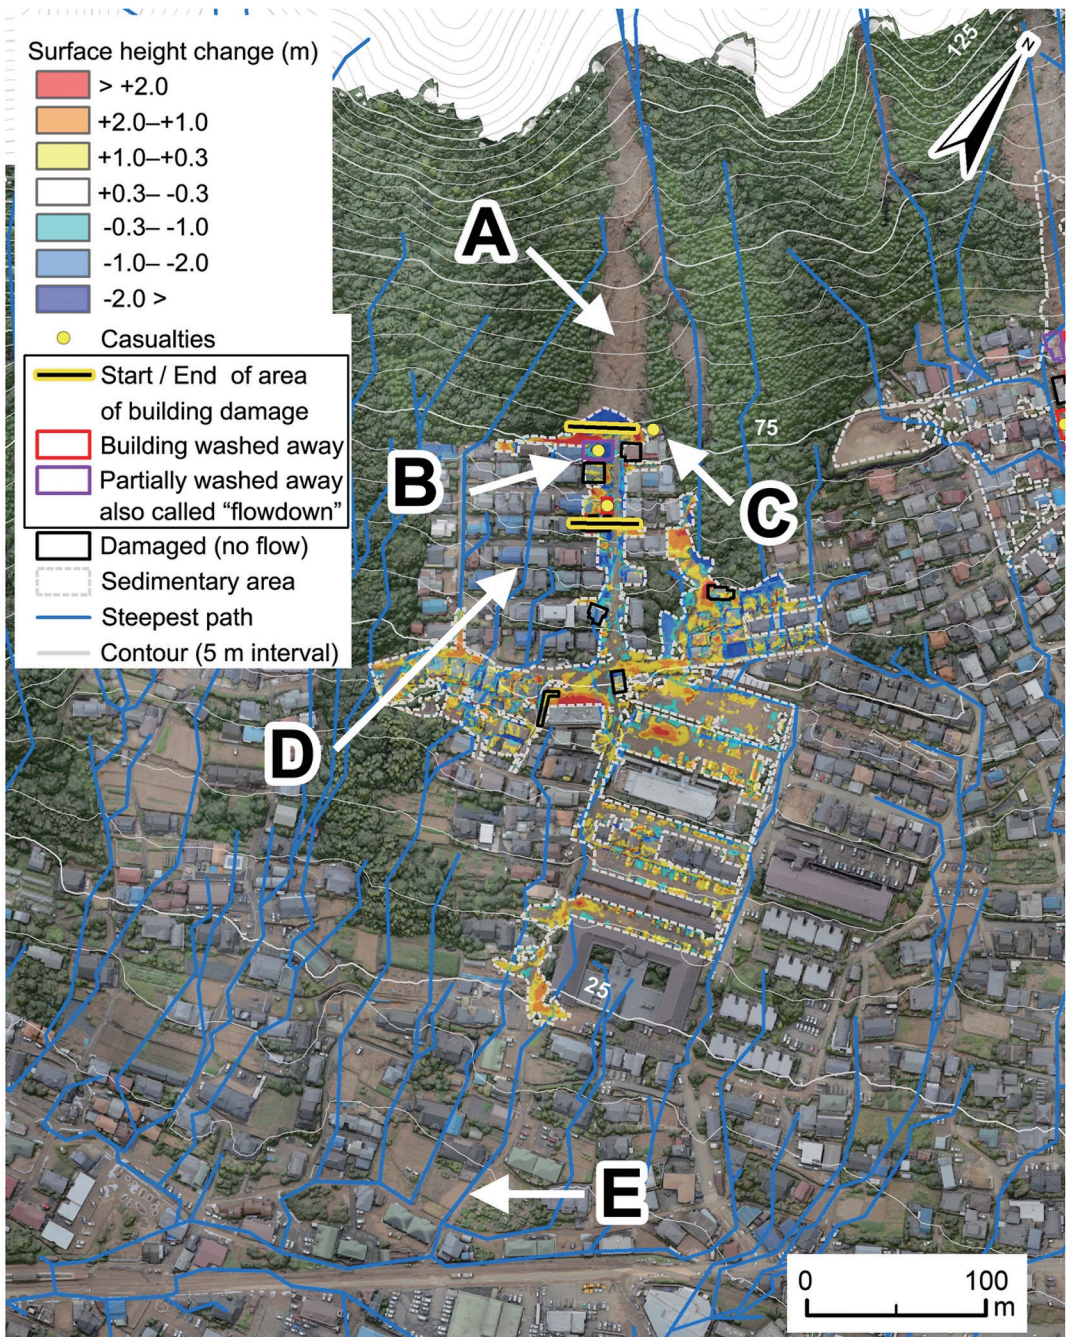 Surface height change (m)
> +2.0
+2.0–+1.0
+1.0–+0.3
+0.3– -0.3
-0.3– -1.0
-1.0– -2.0
-2.0 >
Casualties
Start / End of area
of building damage
Building washed away
Partially washed away
also called “flowdown”
Damaged (no flow)
Sedimentary area
Steepest path
Contour (5 m interval)
125
N
A
75
B
C
D
25
E
0 100
m